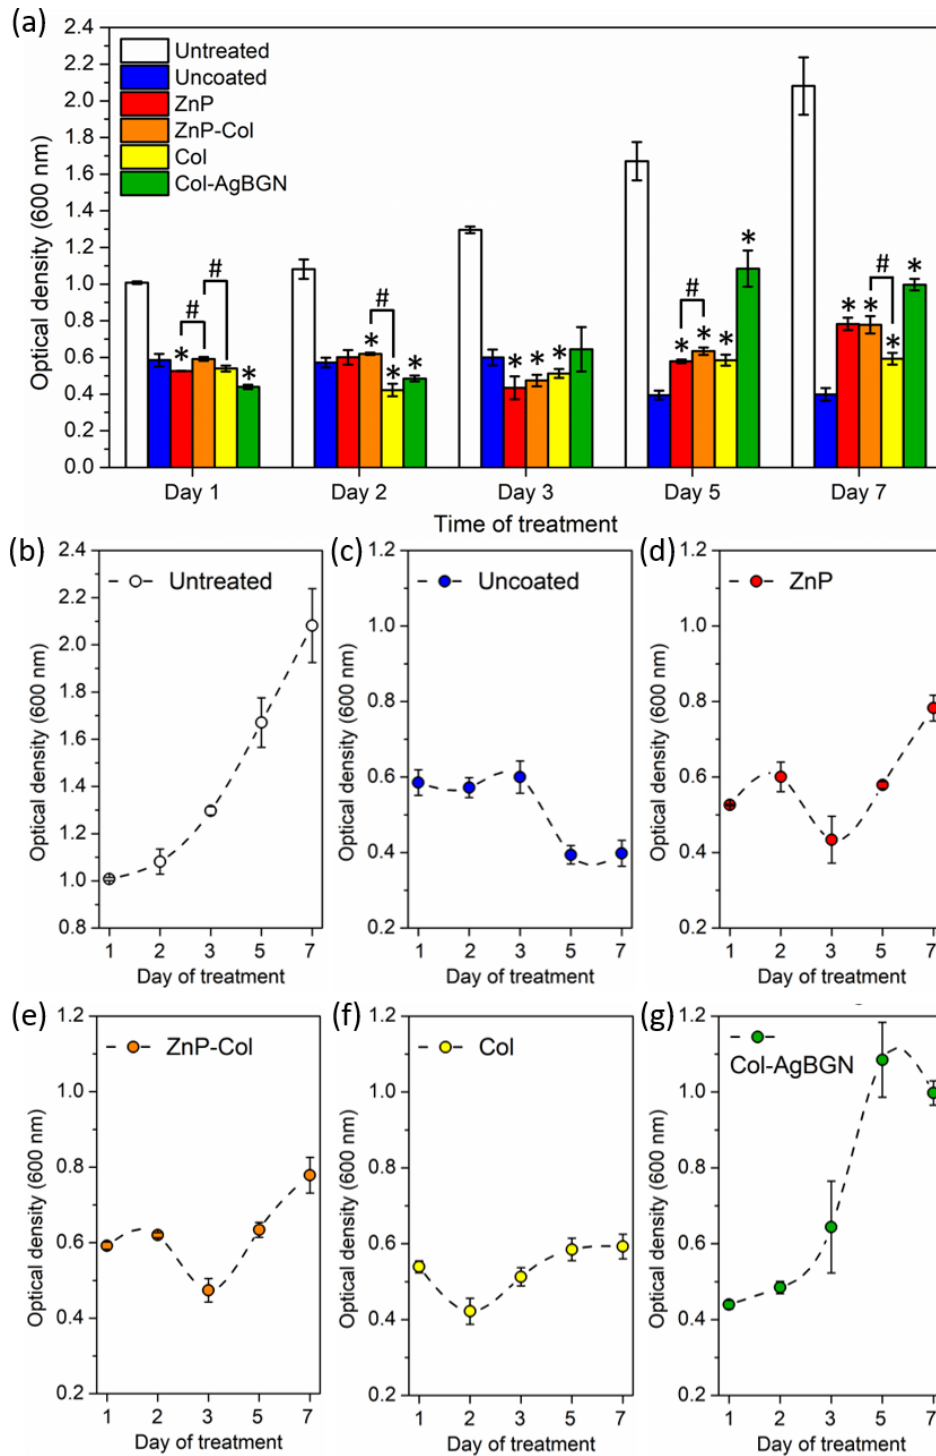 (a)
Optical density (600 nm)
2.4
2.2
2.0
1.8
1.6
1.4
1.2
1.0
0.8
0.6
0.4
0.2
0.0
Untreated
Uncoated
ZnP
ZnP-Col
Col
Col-AgBGN
# # * *
# * * *
* * *
# * * * *
# * * * *
Day 1 Day 2 Day 3 Day 5 Day 7
Time of treatment
(b)
Untreated
Optical density (600 nm)
2.4
2.2
2.0
1.8
1.6
1.4
1.2
1.0
0.8
1 2 3 5 7
Day of treatment
(c)
Uncoated
Optical density (600 nm)
1.2
1.0
0.8
0.6
0.4
0.2
1 2 3 5 7
Day of treatment
(d)
ZnP
Optical density (600 nm)
1.2
1.0
0.8
0.6
0.4
0.2
1 2 3 5 7
Day of treatment
(e)
ZnP-Col
Optical density (600 nm)
1.2
1.0
0.8
0.6
0.4
0.2
1 2 3 5 7
Day of treatment
(f)
Col
Optical density (600 nm)
1.2
1.0
0.8
0.6
0.4
0.2
1 2 3 5 7
Day of treatment
(g)
Col-AgBGN
Optical density (600 nm)
1.2
1.0
0.8
0.6
0.4
0.2
1 2 3 5 7
Day of treatment